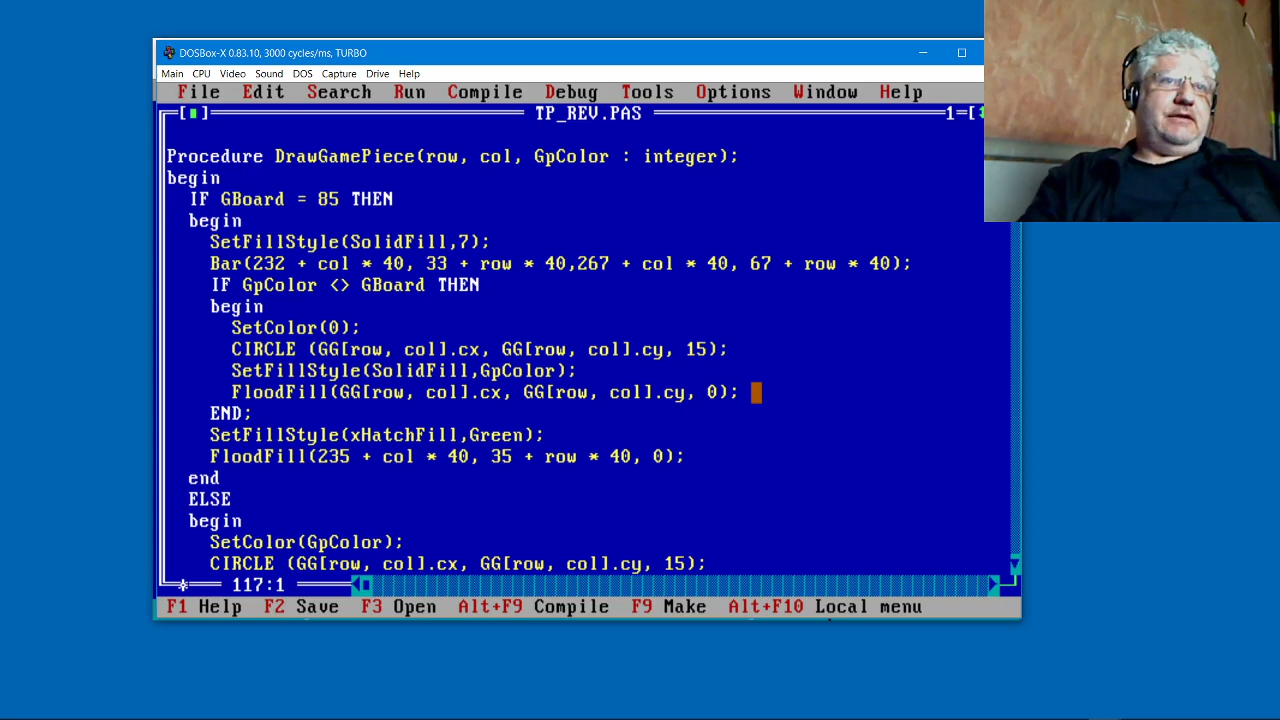 DOSBox-X 0.83.10, 3000 cycles/ms, TURBO
Main CPU Video Sound DOS Capture Drive Help
File Edit Search Run Compile Debug Tools Options Window Help
TP_REV.PAS 1
Procedure DrawGamePiece(row, col, GpColor : integer);
begin
IF GBoard = 85 THEN
begin
SetFillStyle(SolidFill,7);
Bar(232 + col * 40, 33 + row * 40,267 + col * 40, 67 + row * 40);
IF GpColor <> GBoard THEN
begin
SetColor(0);
CIRCLE (GG[row, col].cx, GG[row, col].cy, 15);
SetFillStyle(SolidFill,GpColor);
FloodFill(GG[row, col].cx, GG[row, col].cy, 0);
END;
SetFillStyle(xHatchFill,Green);
FloodFill(235 + col * 40, 35 + row * 40, 0);
end
ELSE
begin
SetColor(GpColor);
CIRCLE (GG[row, col].cx, GG[row, col].cy, 15);
117:1
F1 Help F2 Save F3 Open Alt+F9 Compile F9 Make Alt+F10 Local menu